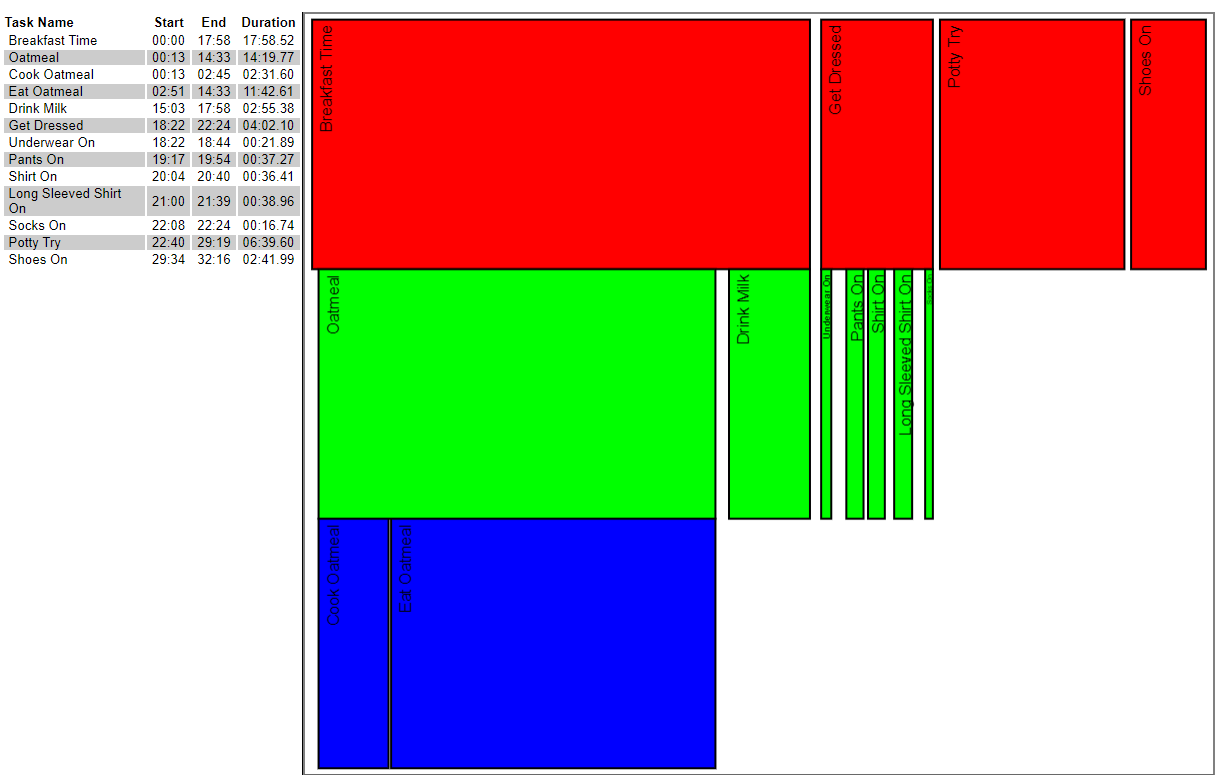 Task Name Start End Duration
Breakfast Time 00:00 17:58 17:58.52
Oatmeal 00:13 14:33 14:19.77
Cook Oatmeal 00:13 02:45 02:31.60
Eat Oatmeal 02:51 14:33 11:42.61
Drink Milk 15:03 17:58 02:55.38
Get Dressed 18:22 22:24 04:02.10
Underwear On 18:22 18:44 00:21.89
Pants On 19:17 19:54 00:37.27
Shirt On 20:04 20:40 00:36.41
Long Sleeved Shirt
On 21:00 21:39 00:38.96
Socks On 22:08 22:24 00:16.74
Potty Try 22:40 29:19 06:39.60
Shoes On 29:34 32:16 02:41.99
Breakfast Time
Get Dressed
Potty Try
Shoes On
Oatmeal
Drink Milk
Underwear On
Pants On
Shirt On
Long Sleeved Shirt On
Socks On
Cook Oatmeal
Eat Oatmeal